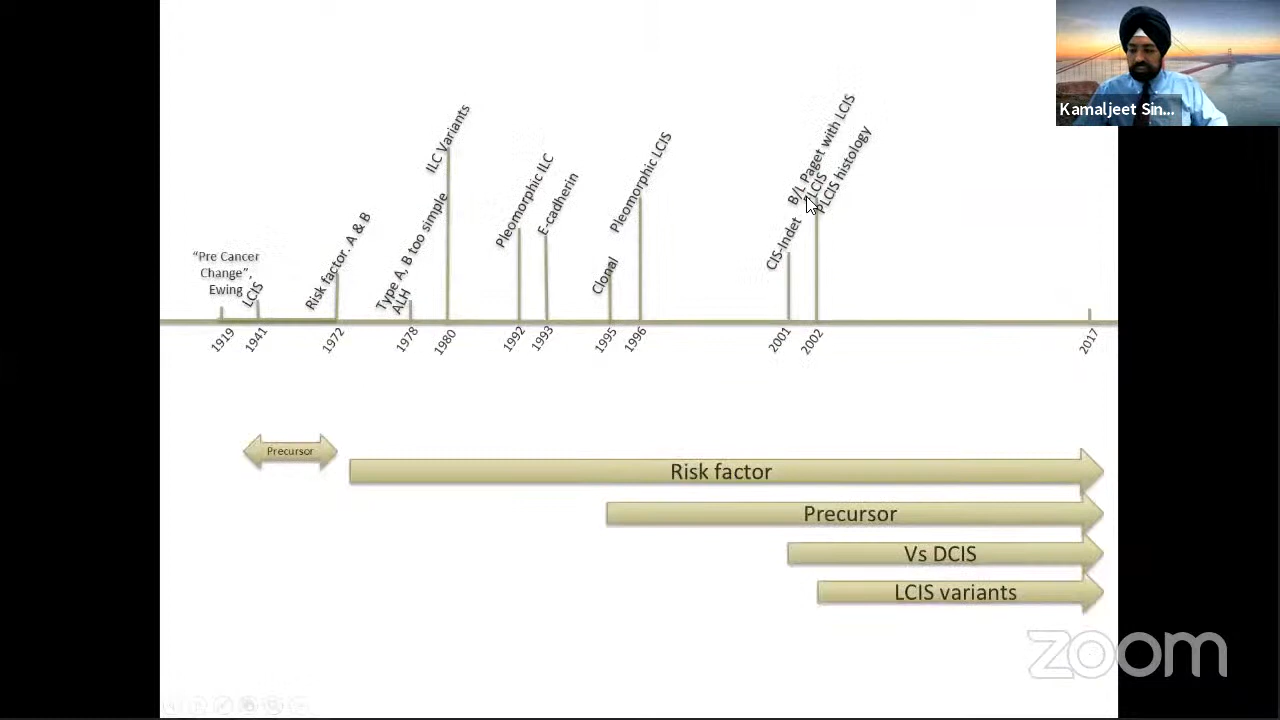 Kamaljeet Sin...
"Pre Cancer
Change",
Ewing
LCIS
Risk factor. A & B
Type A, B too simple
ALH
ILC Variants
Pleomorphic ILC
E-cadherin
Clonal
Pleomorphic LCIS
CIS-Indet
B/L Paget with LCIS
PLCIS histology
1919
1941
1972
1978
1980
1992
1993
1995
1996
2001
2002
2017
Precursor
Risk factor
Precursor
Vs DCIS
LCIS variants
zoom